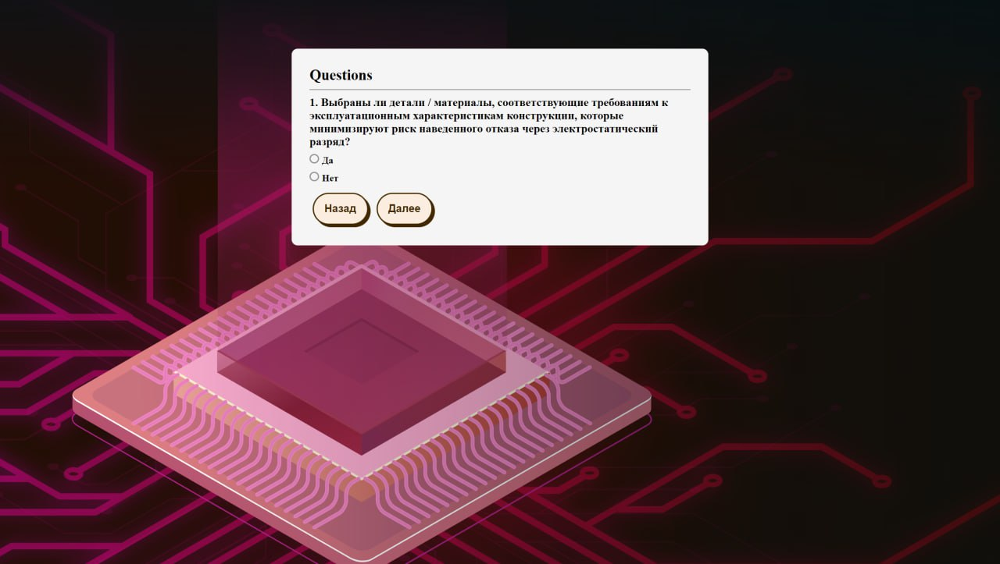 Questions
1. Выбраны ли детали / материалы, соответствующие требованиям к
эксплуатационным характеристикам конструкции, которые
минимизируют риск наведенного отказа через электростатический
разряд?
Да
Нет
Назад Далее